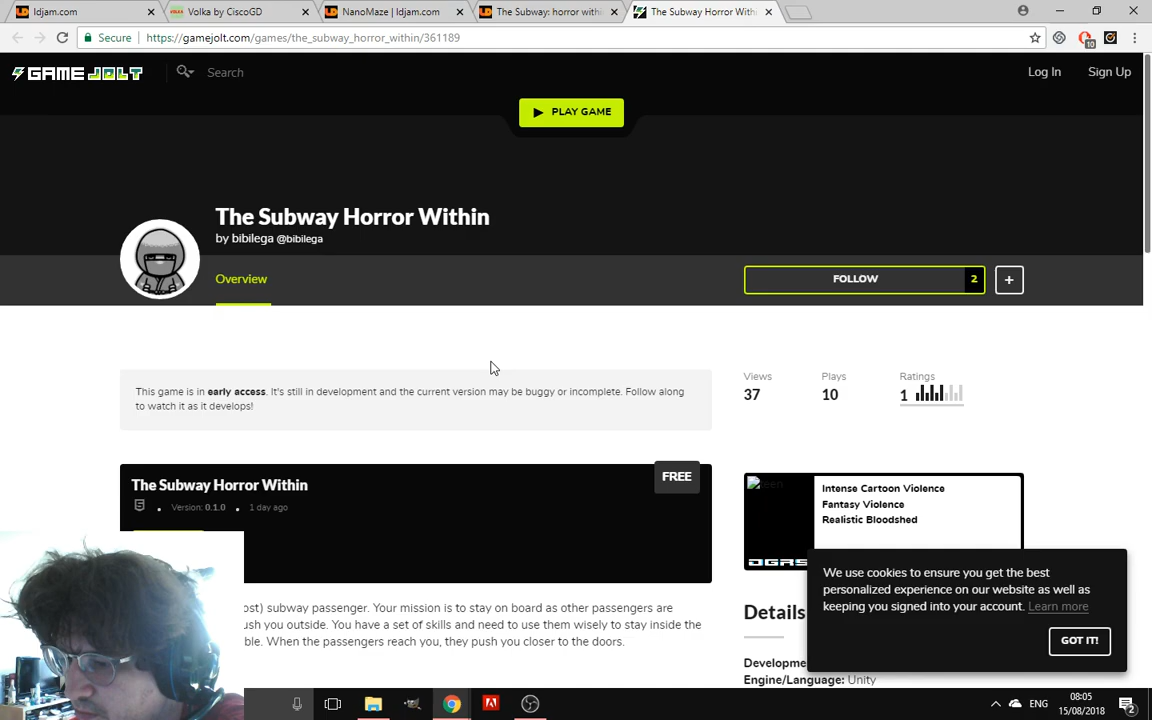 ldjam.com
Volka by CiscoGD
NanoMaze | ldjam.com
The Subway: horror withi
The Subway Horror With
Secure
https://gamejolt.com/games/the_subway_horror_within/361189
10
GAME JOLT
Search
Log In
Sign Up
PLAY GAME
The Subway Horror Within
by bibilega @bibilega
Overview
FOLLOW
2
+
This game is in early access. It's still in development and the current version may be buggy or incomplete. Follow along
to watch it as it develops!
Views
Plays
Ratings
37
10
1
The Subway Horror Within
FREE
Version: 0.1.0
1 day ago
teen
Intense Cartoon Violence
Fantasy Violence
Realistic Bloodshed
DGRS
ost) subway passenger. Your mission is to stay on board as other passengers are
ush you outside. You have a set of skills and need to use them wisely to stay inside the
ble. When the passengers reach you, they push you closer to the doors.
Details
Engine/Language: Unity
We use cookies to ensure you get the best
personalized experience on our website as well as
keeping you signed into your account. Learn more
GOT IT!
ENG
08:05
15/08/2018
2